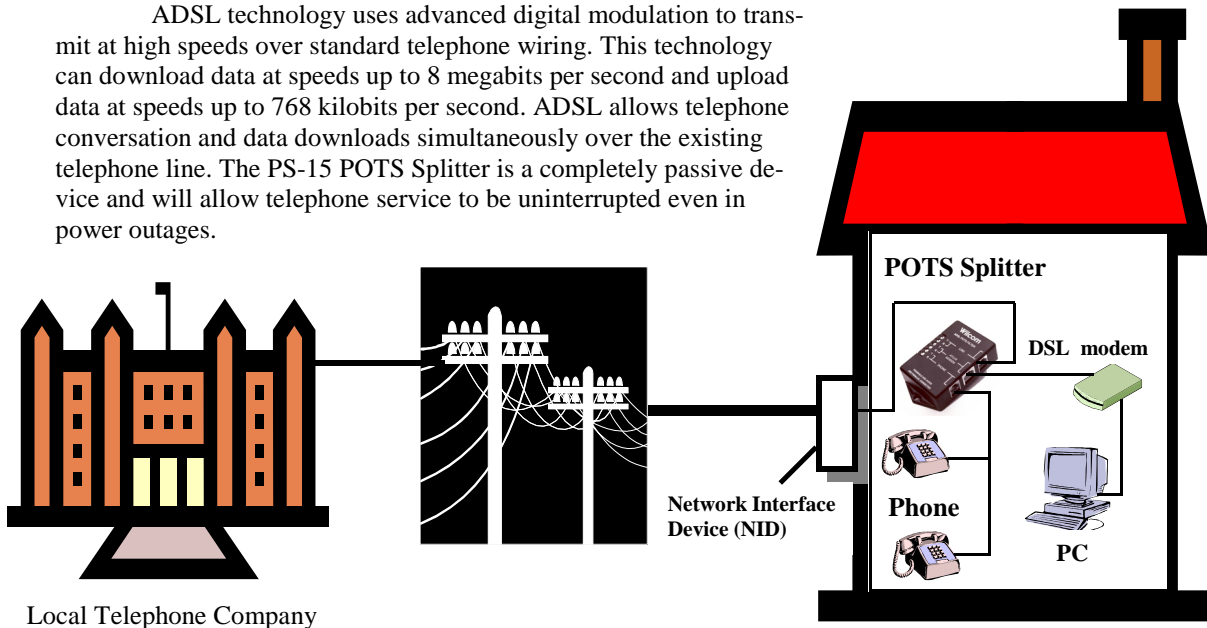 ADSL technology uses advanced digital modulation to trans-
mit at high speeds over standard telephone wiring. This technology
can download data at speeds up to 8 megabits per second and upload
data at speeds up to 768 kilobits per second. ADSL allows telephone
conversation and data downloads simultaneously over the existing
telephone line. The PS-15 POTS Splitter is a completely passive de-
vice and will allow telephone service to be uninterrupted even in
power outages.
POTS Splitter
Wilcom
DSL modem
Network Interface
Device (NID)
Phone
PC
Local Telephone Company